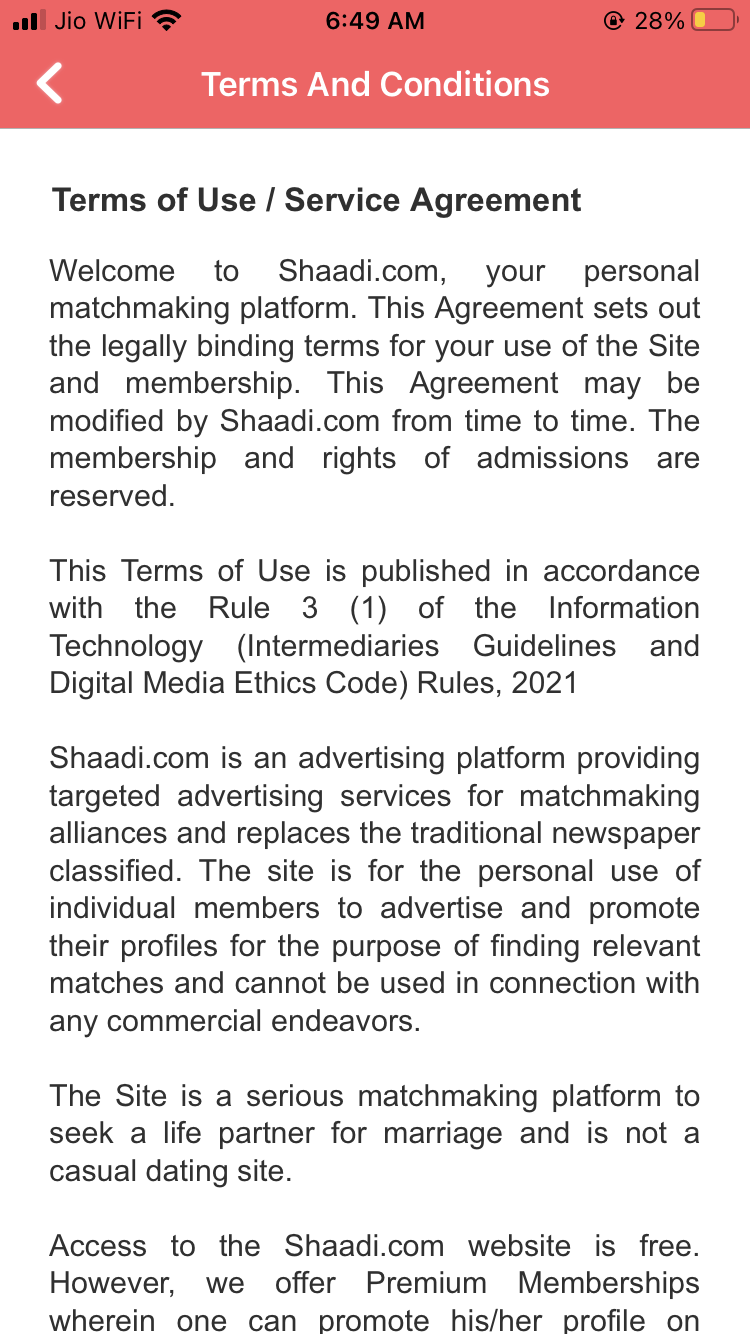 Jio WiFi 6:49 AM 28%
Terms And Conditions
Terms of Use / Service Agreement
Welcome to Shaadi.com, your personal
matchmaking platform. This Agreement sets out
the legally binding terms for your use of the Site
and membership. This Agreement may be
modified by Shaadi.com from time to time. The
membership and rights of admissions are
reserved.
This Terms of Use is published in accordance
with the Rule 3 (1) of the Information
Technology (Intermediaries Guidelines and
Digital Media Ethics Code) Rules, 2021
Shaadi.com is an advertising platform providing
targeted advertising services for matchmaking
alliances and replaces the traditional newspaper
classified. The site is for the personal use of
individual members to advertise and promote
their profiles for the purpose of finding relevant
matches and cannot be used in connection with
any commercial endeavors.
The Site is a serious matchmaking platform to
seek a life partner for marriage and is not a
casual dating site.
Access to the Shaadi.com website is free.
However, we offer Premium Memberships
wherein one can promote his/her profile on